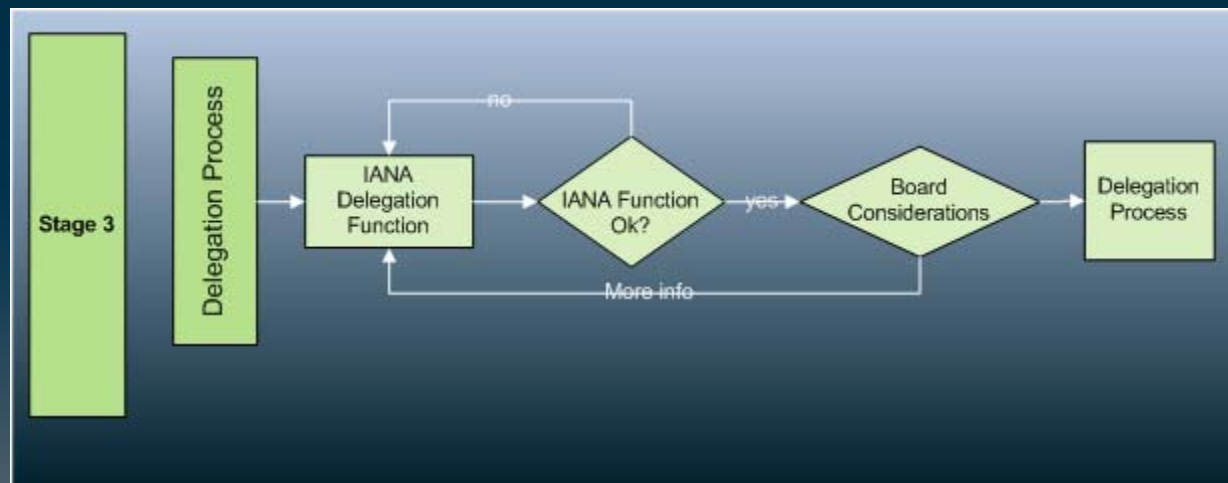 Stage 3
Delegation Process
no
IANA
Delegation
Function
IANA Function
Ok?
yes
Board
Considerations
Delegation
Process
More info